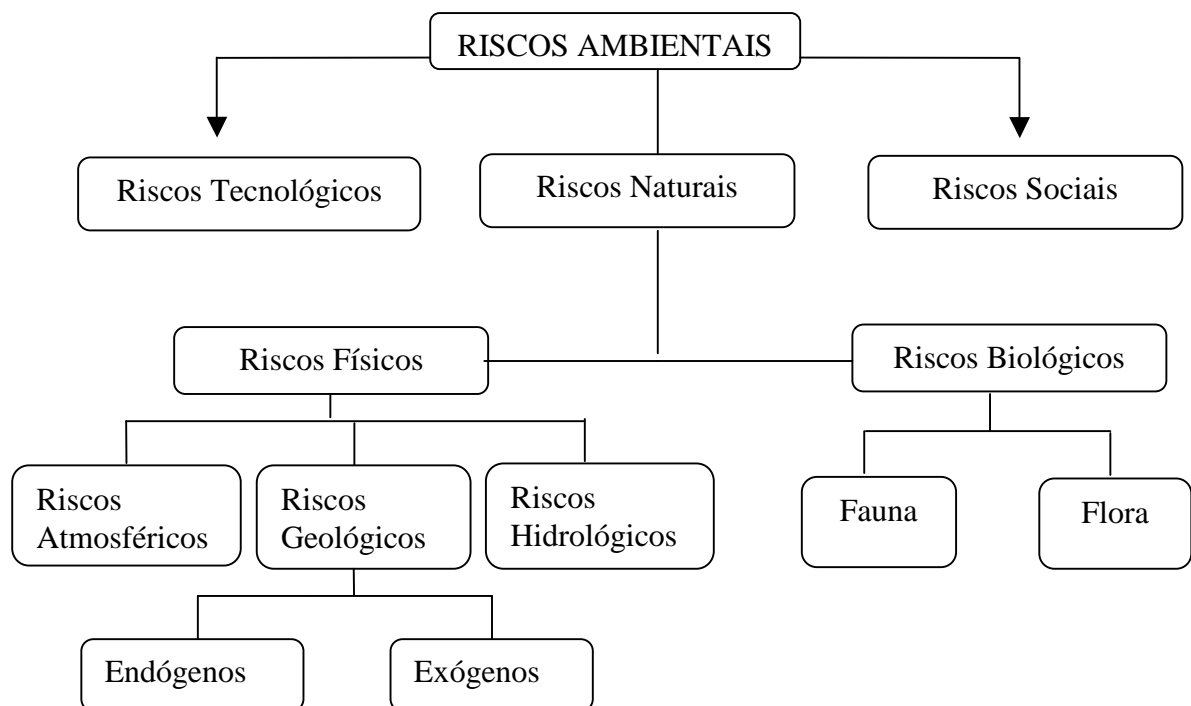 RISCOS AMBIENTAIS
Riscos Tecnológicos
Riscos Naturais
Riscos Sociais
Riscos Físicos
Riscos Biológicos
Riscos
Atmosféricos
Riscos
Geológicos
Riscos
Hidrológicos
Fauna
Flora
Endógenos
Exógenos